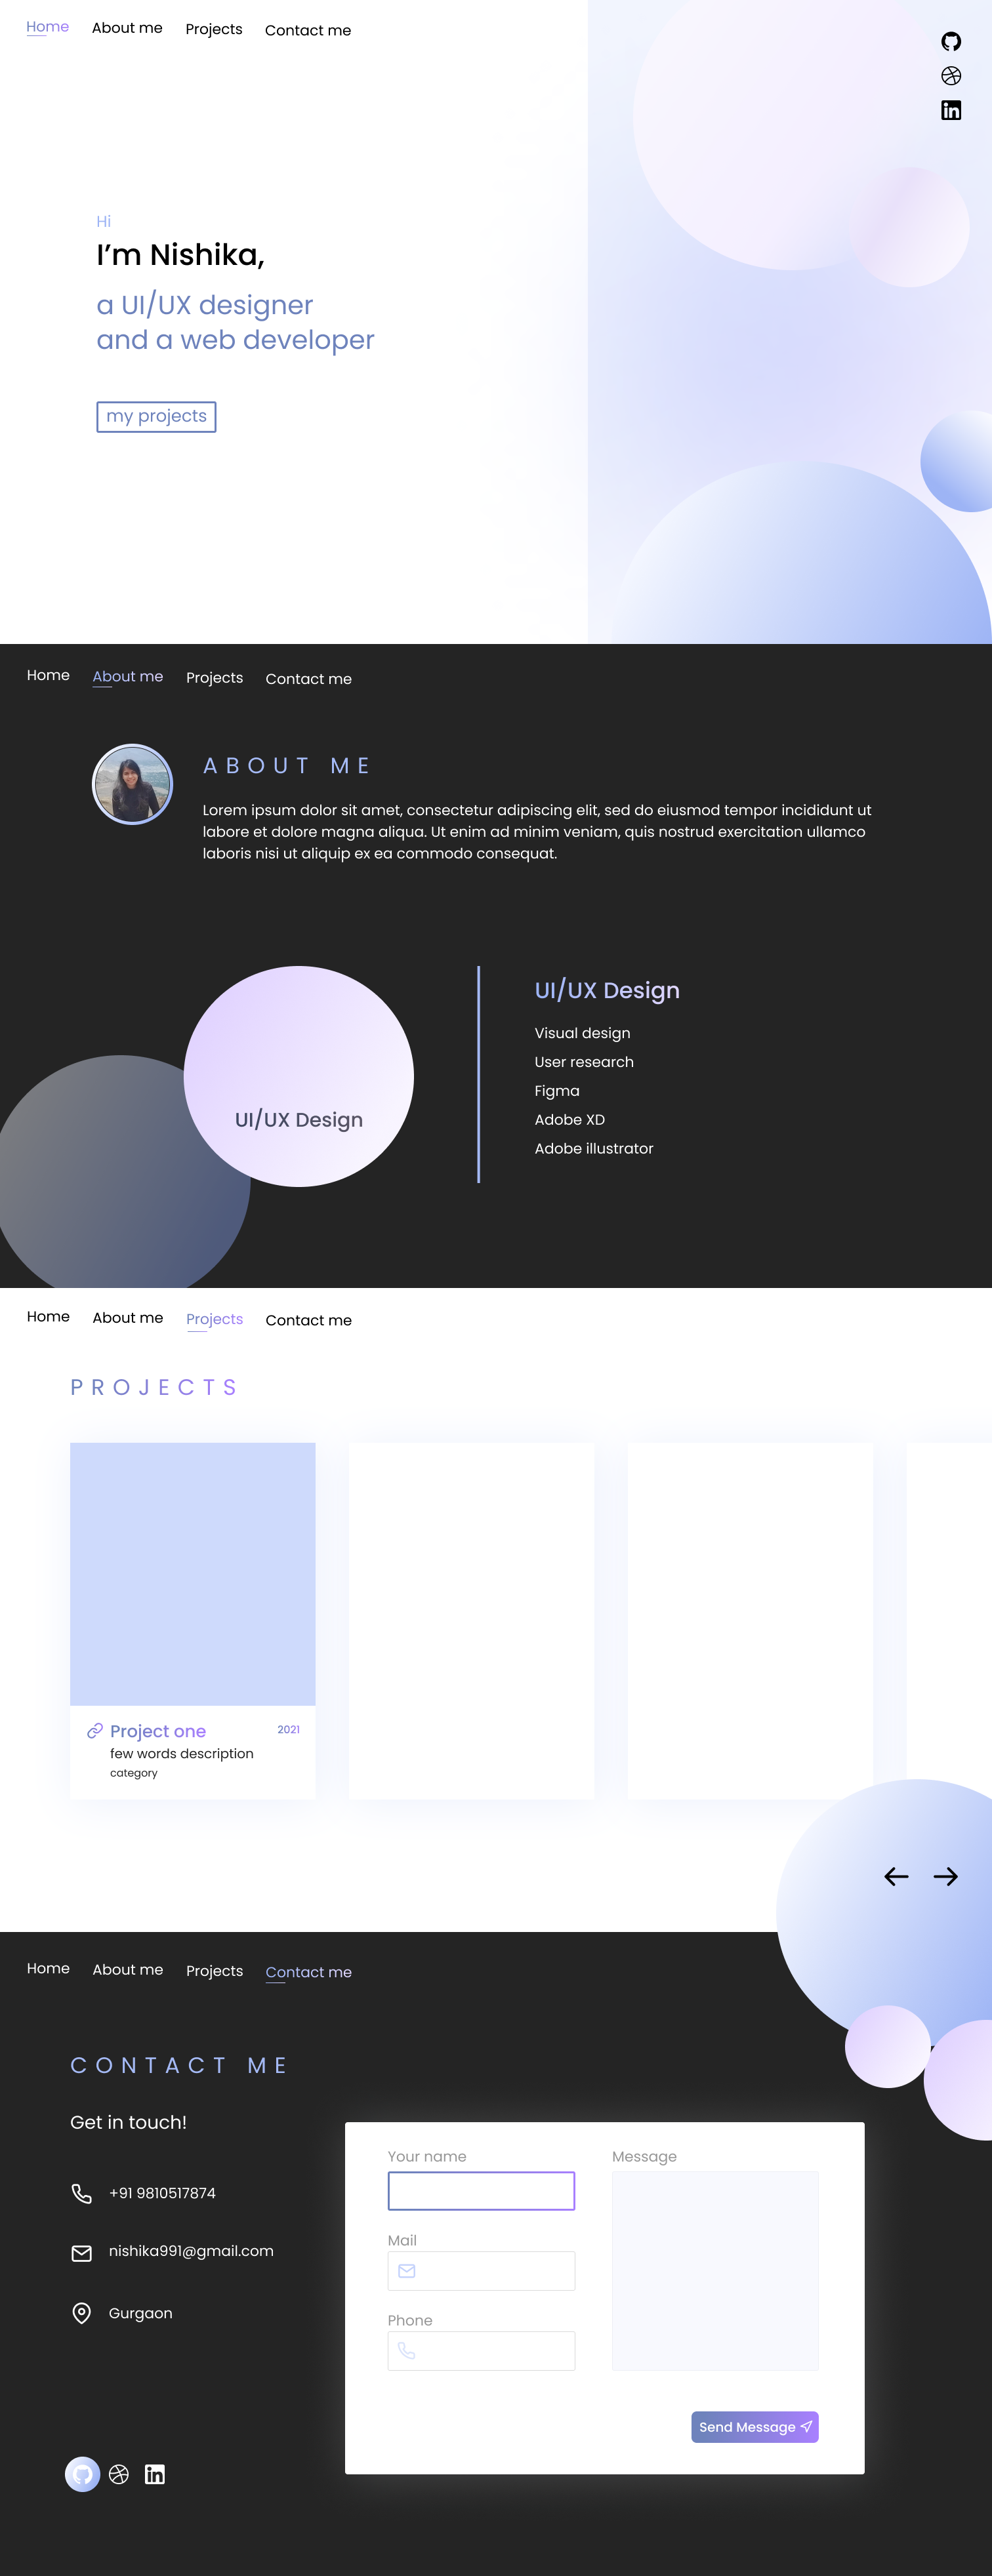 Home About me Projects Contact me
Hi
I'm Nishika,
a UI/UX designer
and a web developer
my projects
Home About me Projects Contact me
ABOUT ME
Lorem ipsum dolor sit amet, consectetur adipiscing elit, sed do eiusmod tempor incididunt ut
labore et dolore magna aliqua. Ut enim ad minim veniam, quis nostrud exercitation ullamco
laboris nisi ut aliquip ex ea commodo consequat.
UI/UX Design
UI/UX Design
Visual design
User research
Figma
Adobe XD
Adobe illustrator
Home About me Projects Contact me
PROJECTS
Project one 2021
few words description
category
Home About me Projects Contact me
CONTACT ME
Get in touch!
+91 9810517874
nishika991@gmail.com
Gurgaon
Your name
Mail
Phone
Message
Send Message